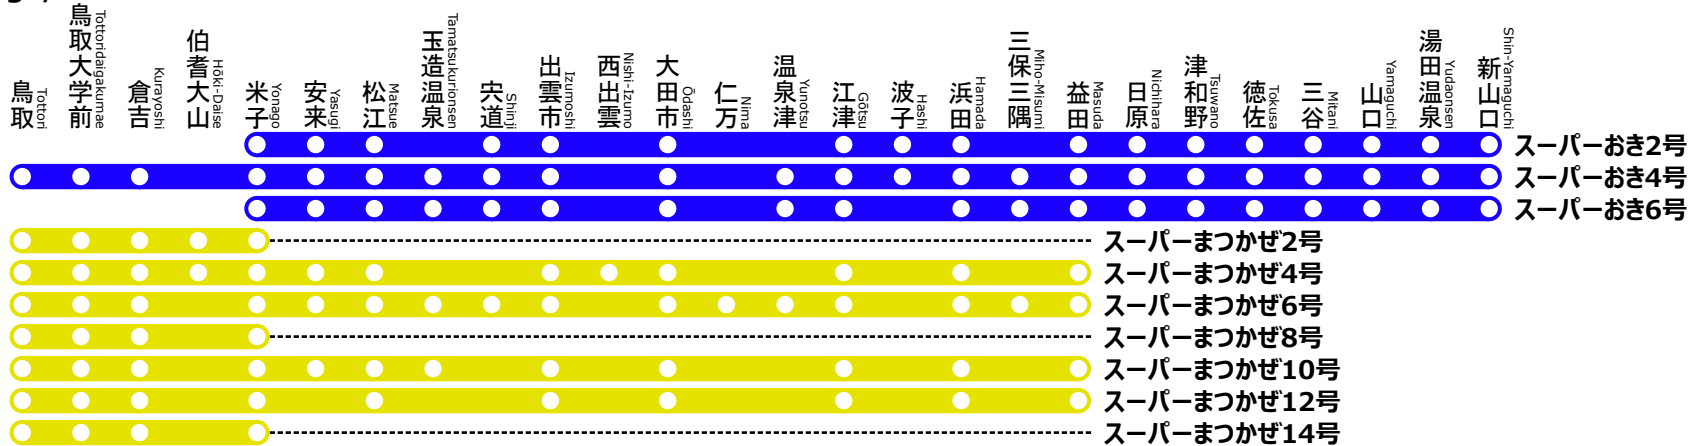 鳥取 Tottori
鳥取大学前 Tottoridaigakumae
倉吉 Kurayoshi
伯耆大山 Hōki-Daise
米子 Yonago
安来 Yasugi
松江 Matsue
玉造温泉 Tamatsukurionsen
宍道 Shinji
出雲市 Izumoshi
西出雲 Nishi-Izumo
大田市 Ōdashi
仁万 Nima
温泉津 Yunotsu
江津 Gōtsu
波子 Hashi
浜田 Hamada
三保三隅 Miho-Misumi
益田 Masuda
日原 Nichihara
津和野 Tsuwano
徳佐 Tokusa
三谷 Mitani
山口 Yamaguchi
湯田温泉 Yudaonsen
新山口 Shin-Yamaguchi
スーパーおき2号
スーパーおき4号
スーパーおき6号
スーパーまつかぜ2号
スーパーまつかぜ4号
スーパーまつかぜ6号
スーパーまつかぜ8号
スーパーまつかぜ10号
スーパーまつかぜ12号
スーパーまつかぜ14号